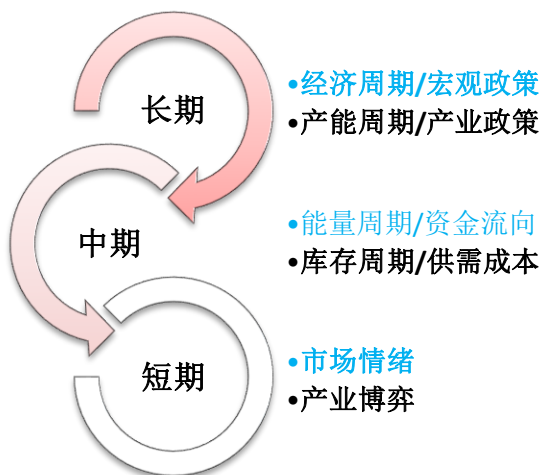 长期
•经济周期/宏观政策
•产能周期/产业政策
中期
•能量周期/资金流向
•库存周期/供需成本
短期
•市场情绪
•产业博弈